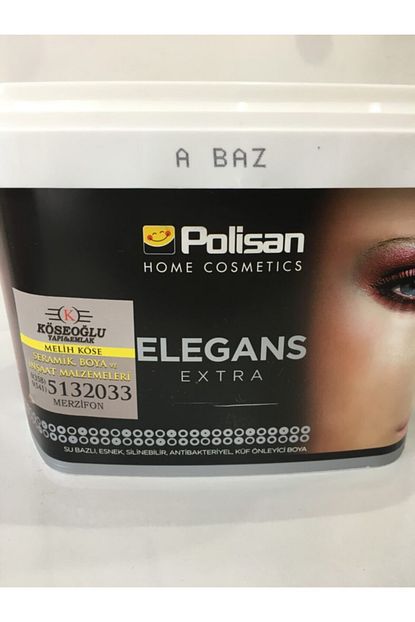 A BAZ
Polisan
HOME COSMETICS
K
KÖSEOĞLU
YAPI&EMLAK
MELİH KÖSE
SERAMİK, BOYA ve
İNŞAAT MALZEMELERİ
5132033
MERZİFON
ELEGANS
EXTRA
SU BAZLI, ESNEK, SİLİNEBİLİR, ANTİBAKTERİYEL, KÜF ÖNLEYİCİ BOYA